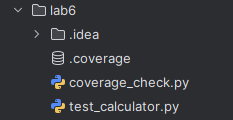 lab6
.idea
.coverage
coverage_check.py
test_calculator.py